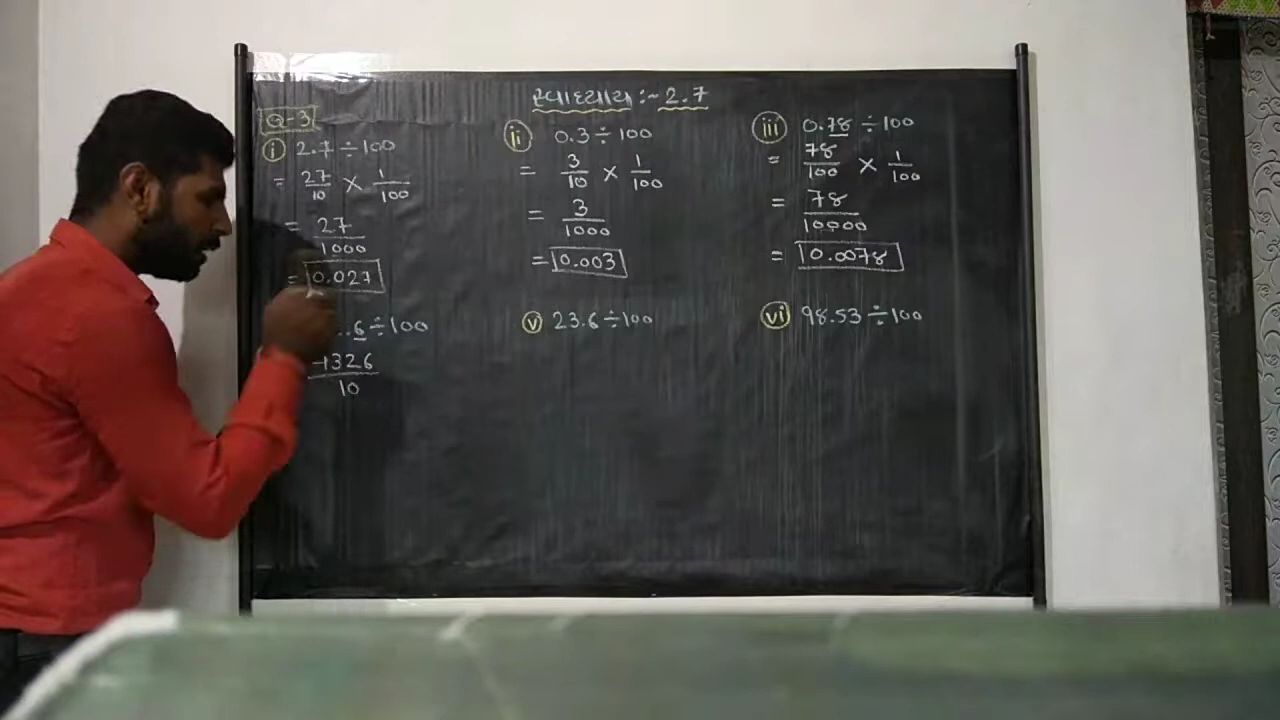 સ્વાધ્યાય :- 2.7
Q-3
i 2.7 ÷ 100
= 27/10 × 1/100
= 27/1000
= 0.027
ii 0.3 ÷ 100
= 3/10 × 1/100
= 3/1000
= 0.003
iii 0.78 ÷ 100
= 78/100 × 1/100
= 78/10000
= 0.0078
.6 ÷ 100
1326/10
v 23.6 ÷ 100
vi 98.53 ÷ 100